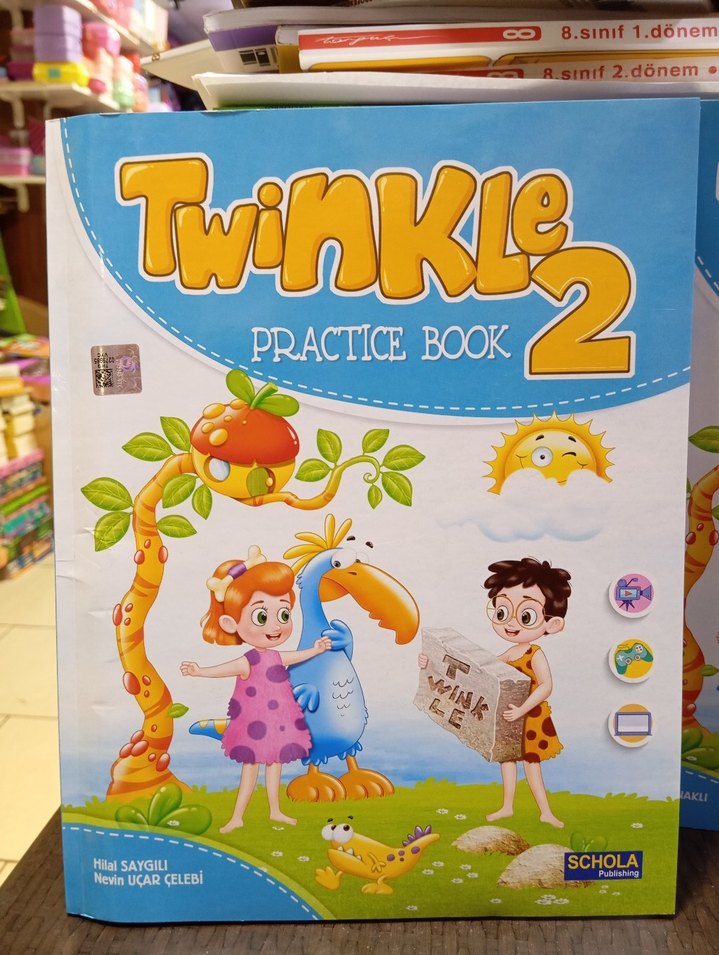 8.sınıf 1.dönem
8.sınıf 2.dönem
TWiNKLe 2
PRACTICE BOOK
T
WINK
LE
Hilal SAYGILI
Nevin UÇAR ÇELEBİ
SCHOLA
Publishing
NAKLI